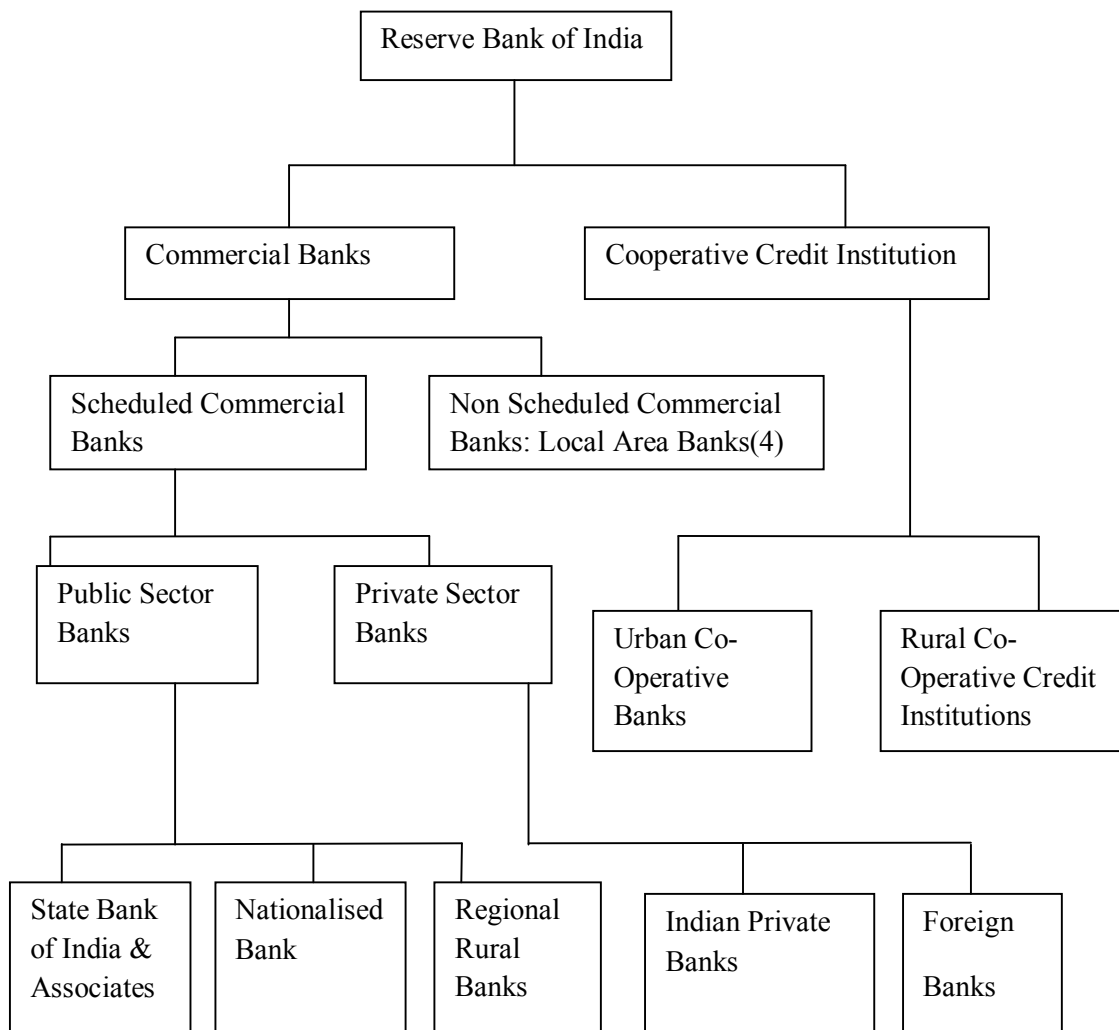 Reserve Bank of India
Commercial Banks
Cooperative Credit Institution
Scheduled Commercial
Banks
Non Scheduled Commercial
Banks: Local Area Banks(4)
Public Sector
Banks
Private Sector
Banks
Urban Co-
Operative
Banks
Rural Co-
Operative Credit
Institutions
State Bank
of India &
Associates
Nationalised
Bank
Regional
Rural
Banks
Indian Private
Banks
Foreign
Banks